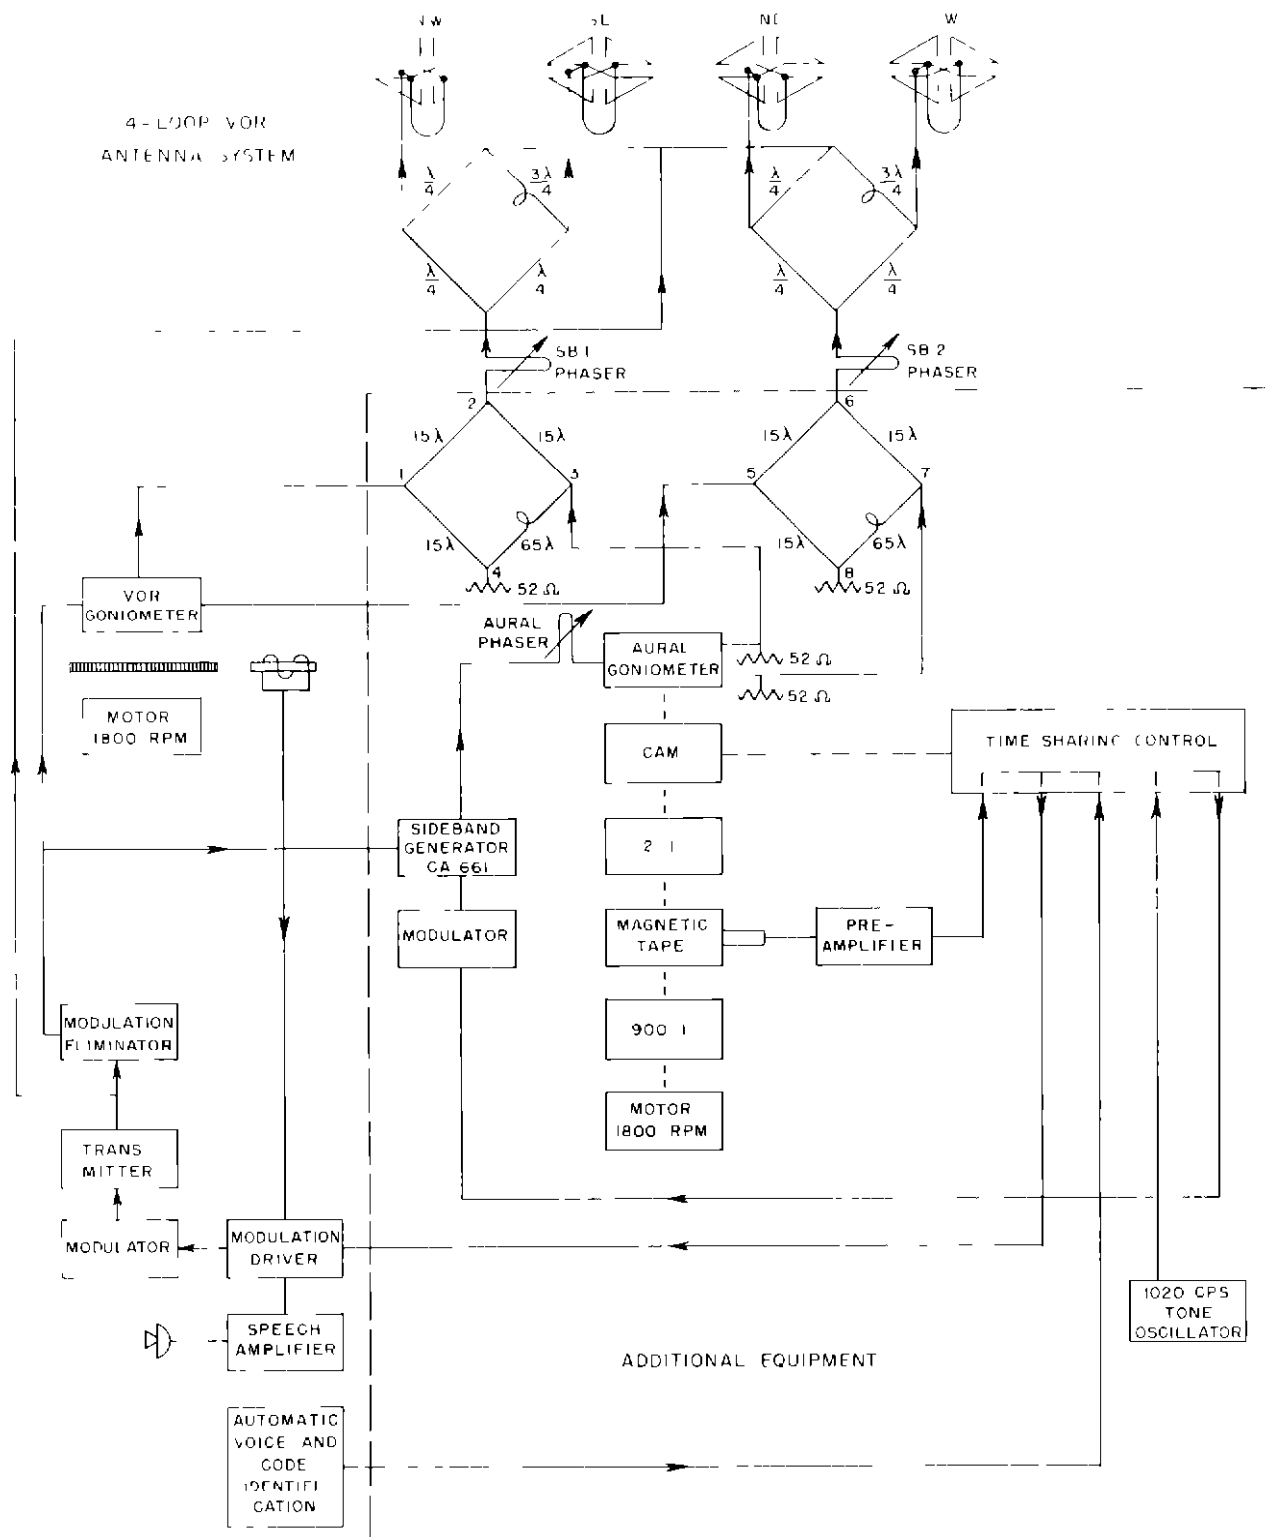 4-LOOP VOR
ANTENNA SYSTEM
λ/4
3λ/4
λ/4
3λ/4
λ/4
λ/4
λ/4
λ/4
SB 1
PHASER
SB 2
PHASER
2
6
15λ
15λ
15λ
15λ
1
3
5
7
15λ
65λ
15λ
65λ
4
8
52 Ω
52 Ω
VOR
GONIOMETER
AURAL
PHASER
AURAL
GONIOMETER
52 Ω
52 Ω
MOTOR
1800 RPM
CAM
TIME SHARING CONTROL
SIDEBAND
GENERATOR
CA 661
2 1
MODULATOR
MAGNETIC
TAPE
PRE-
AMPLIFIER
MODULATION
ELIMINATOR
900 1
MOTOR
1800 RPM
TRANS
MITTER
MODULATOR
MODULATION
DRIVER
1020 CPS
TONE
OSCILLATOR
SPEECH
AMPLIFIER
ADDITIONAL EQUIPMENT
AUTOMATIC
VOICE AND
CODE
IDENTIFI
CATION